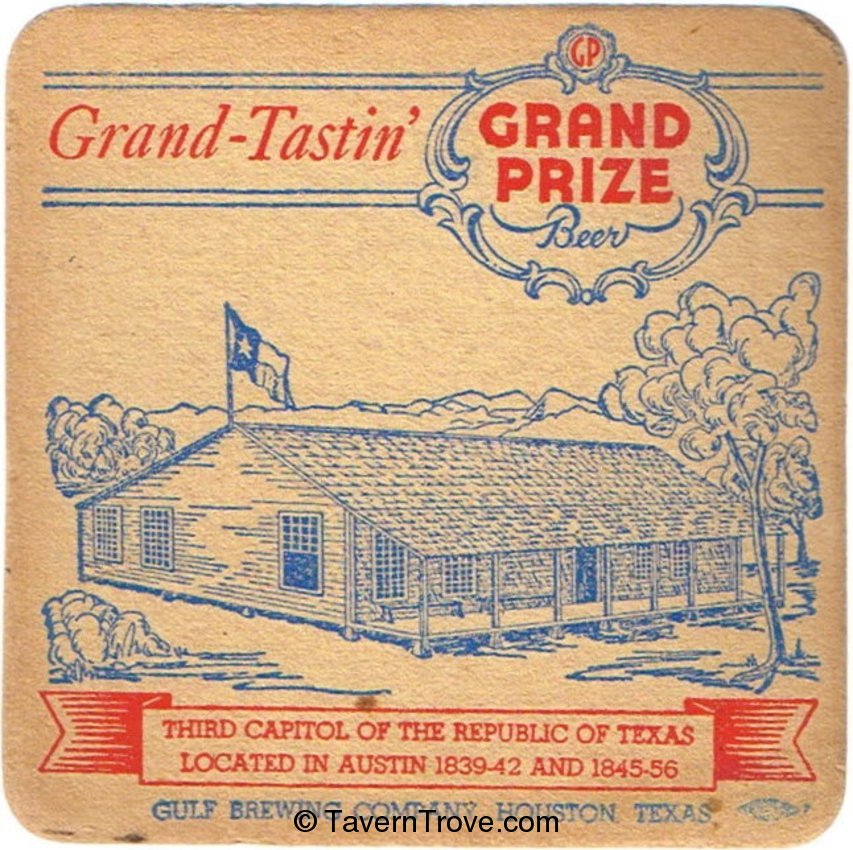 GP
Grand-Tastin'
GRAND
PRIZE
Beer
THIRD CAPITOL OF THE REPUBLIC OF TEXAS
LOCATED IN AUSTIN 1839-42 AND 1845-56
GULF BREWING COMPANY, HOUSTON, TEXAS
© TavernTrove.com